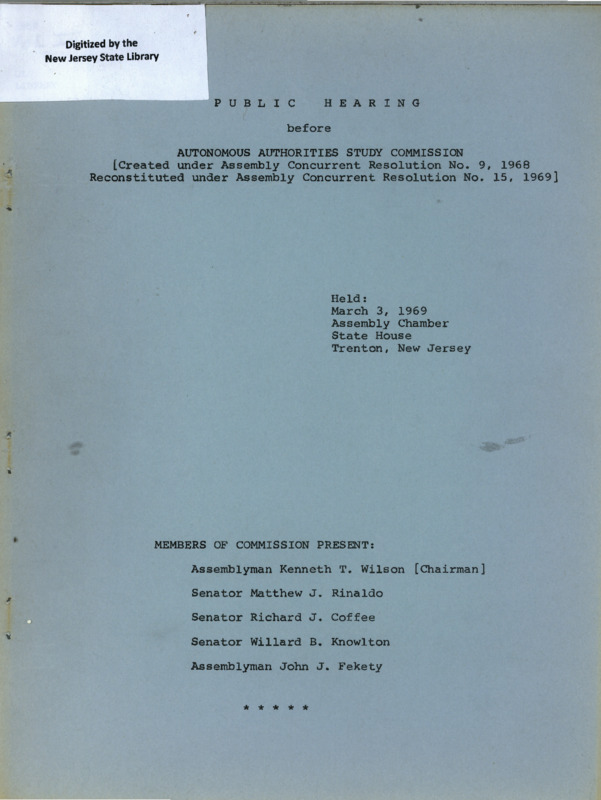 Digitized by the
New Jersey State Library
PUBLIC HEARING
before
AUTONOMOUS AUTHORITIES STUDY COMMISSION
[Created under Assembly Concurrent Resolution No. 9, 1968
Reconstituted under Assembly Concurrent Resolution No. 15, 1969]
Held:
March 3, 1969
Assembly Chamber
State House
Trenton, New Jersey
MEMBERS OF COMMISSION PRESENT:
Assemblyman Kenneth T. Wilson [Chairman]
Senator Matthew J. Rinaldo
Senator Richard J. Coffee
Senator Willard B. Knowlton
Assemblyman John J. Fekety
* * * * *